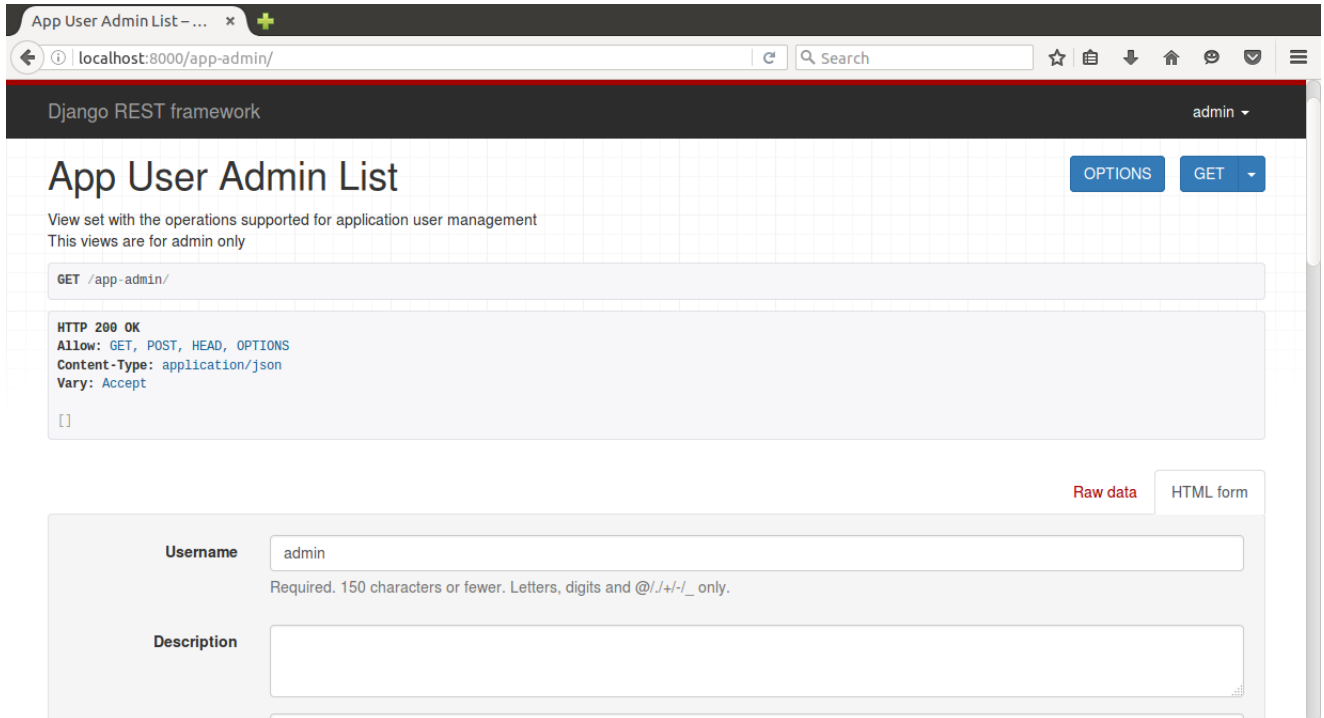 App User Admin List – ...
localhost:8000/app-admin/
Search
Django REST framework
admin
App User Admin List
OPTIONS
GET
View set with the operations supported for application user management
This views are for admin only
GET /app-admin/
HTTP 200 OK
Allow: GET, POST, HEAD, OPTIONS
Content-Type: application/json
Vary: Accept
[]
Raw data
HTML form
Username
admin
Required. 150 characters or fewer. Letters, digits and @/./+/-/_ only.
Description